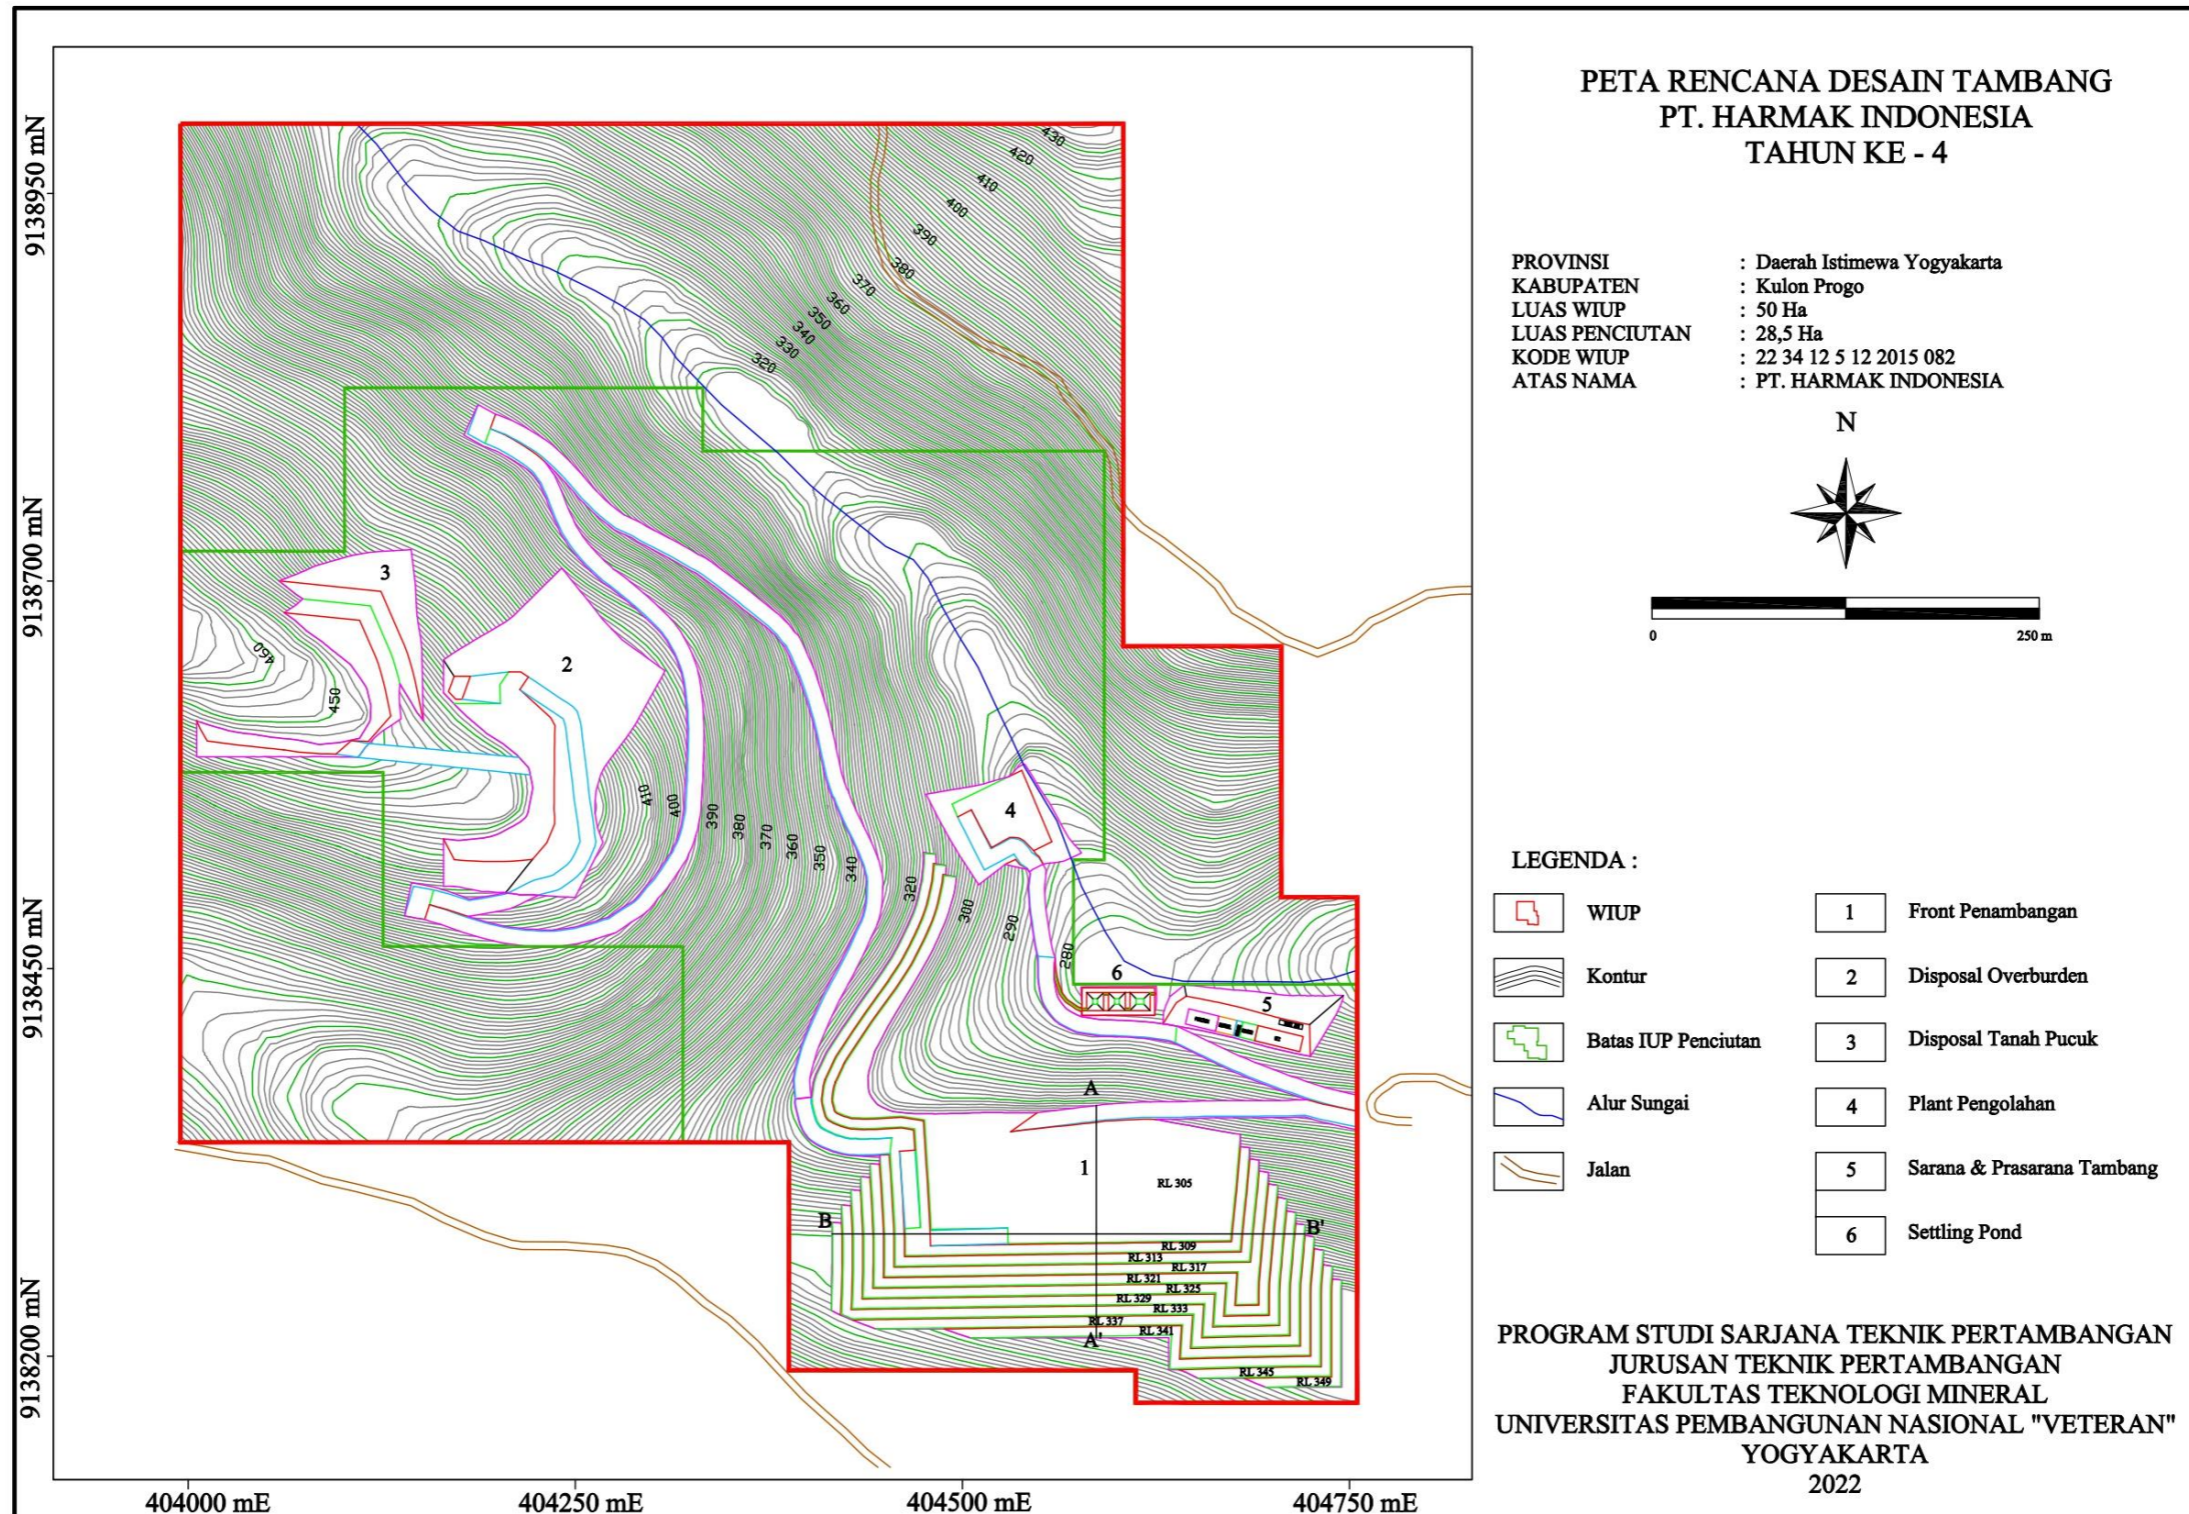 PETA RENCANA DESAIN TAMBANG
PT. HARMAK INDONESIA
TAHUN KE - 4
PROVINSI : Daerah Istimewa Yogyakarta
KABUPATEN : Kulon Progo
LUAS WIUP : 50 Ha
LUAS PENCIUTAN : 28,5 Ha
KODE WIUP : 22 34 12 5 12 2015 082
ATAS NAMA : PT. HARMAK INDONESIA
N
0 250 m
LEGENDA :
WIUP
Kontur
Batas IUP Penciutan
Alur Sungai
Jalan
1 Front Penambangan
2 Disposal Overburden
3 Disposal Tanah Pucuk
4 Plant Pengolahan
5 Sarana & Prasarana Tambang
6 Settling Pond
PROGRAM STUDI SARJANA TEKNIK PERTAMBANGAN
JURUSAN TEKNIK PERTAMBANGAN
FAKULTAS TEKNOLOGI MINERAL
UNIVERSITAS PEMBANGUNAN NASIONAL "VETERAN"
YOGYAKARTA
2022
9138950 mN
9138700 mN
9138450 mN
9138200 mN
404000 mE
404250 mE
404500 mE
404750 mE
430
420
410
400
390
380
370
360
350
340
330
320
3
2
460
450
4
410
400
390
380
370
360
350
340
320
300
290
280
6
5
A
1
RL 305
B
B'
RL 309
RL 313
RL 317
RL 321
RL 325
RL 329
RL 333
RL 337
RL 341
A'
RL 345
RL 349